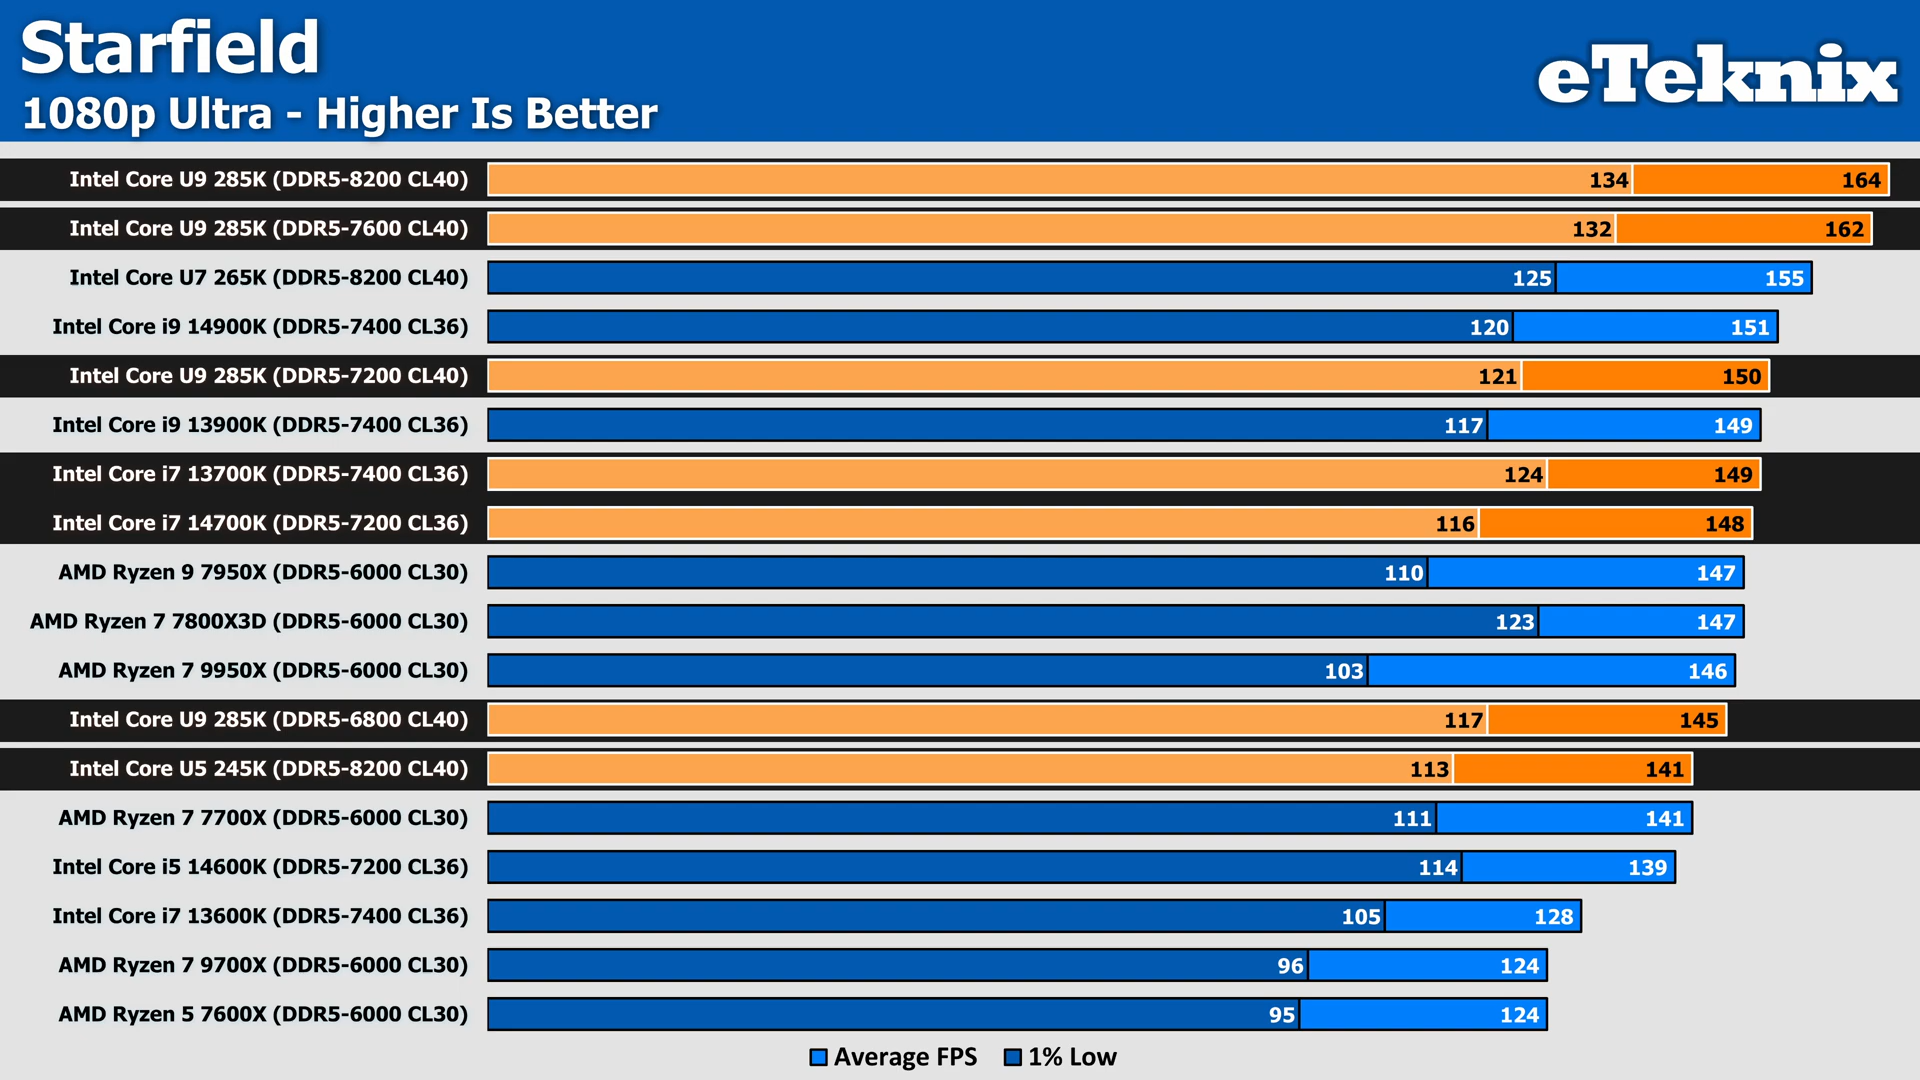 Starfield
1080p Ultra - Higher Is Better
eTeknix
Intel Core U9 285K (DDR5-8200 CL40) 134 164
Intel Core U9 285K (DDR5-7600 CL40) 132 162
Intel Core U7 265K (DDR5-8200 CL40) 125 155
Intel Core i9 14900K (DDR5-7400 CL36) 120 151
Intel Core U9 285K (DDR5-7200 CL40) 121 150
Intel Core i9 13900K (DDR5-7400 CL36) 117 149
Intel Core i7 13700K (DDR5-7400 CL36) 124 149
Intel Core i7 14700K (DDR5-7200 CL36) 116 148
AMD Ryzen 9 7950X (DDR5-6000 CL30) 110 147
AMD Ryzen 7 7800X3D (DDR5-6000 CL30) 123 147
AMD Ryzen 7 9950X (DDR5-6000 CL30) 103 146
Intel Core U9 285K (DDR5-6800 CL40) 117 145
Intel Core U5 245K (DDR5-8200 CL40) 113 141
AMD Ryzen 7 7700X (DDR5-6000 CL30) 111 141
Intel Core i5 14600K (DDR5-7200 CL36) 114 139
Intel Core i7 13600K (DDR5-7400 CL36) 105 128
AMD Ryzen 7 9700X (DDR5-6000 CL30) 96 124
AMD Ryzen 5 7600X (DDR5-6000 CL30) 95 124
Average FPS 1% Low